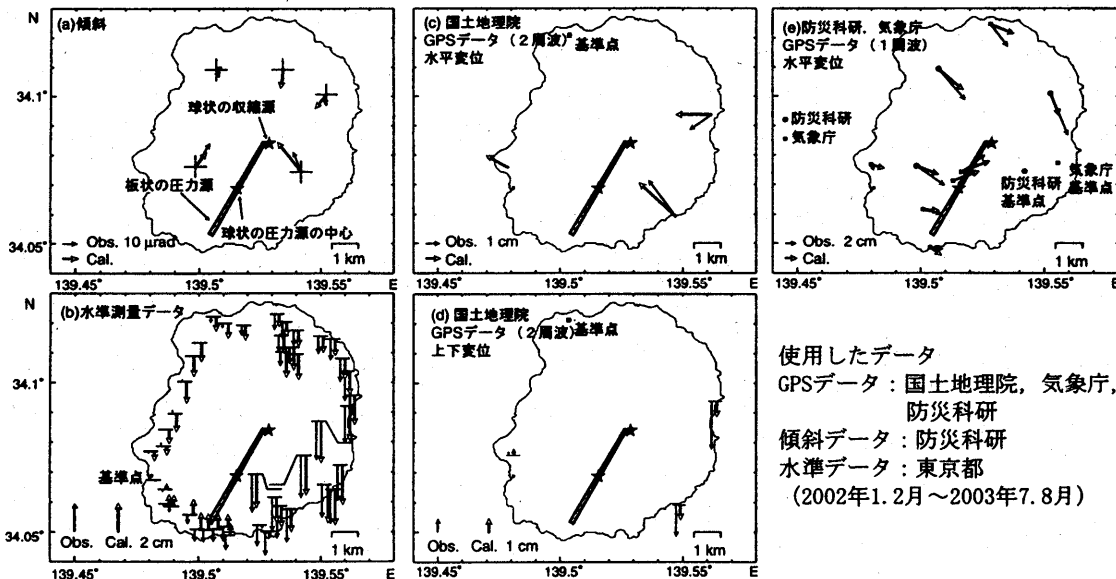 N
(a)傾斜
球状の収縮源
板状の圧力源
球状の圧力源の中心
Obs. 10 μrad
Cal.
1 km
34.1°
34.05°
139.45°
139.5°
139.55°
E
(c)国土地理院
GPSデータ（2周波）
水平変位
基準点
Obs. 1 cm
Cal.
1 km
139.45°
139.5°
139.55°
E
(e)防災科研，気象庁
GPSデータ（1周波）
水平変位
防災科研
気象庁
防災科研
基準点
気象庁
基準点
Obs. 2 cm
Cal.
1 km
139.45°
139.5°
139.55°
E
N
(b)水準測量データ
基準点
Obs. Cal. 2 cm
1 km
34.1°
34.05°
139.45°
139.5°
139.55°
E
(d)国土地理院
GPSデータ（2周波）
上下変位
基準点
Obs. Cal. 1 cm
1 km
139.45°
139.5°
139.55°
E
使用したデータ
GPSデータ：国土地理院，気象庁，
防災科研
傾斜データ：防災科研
水準データ：東京都
（2002年1.2月～2003年7.8月）